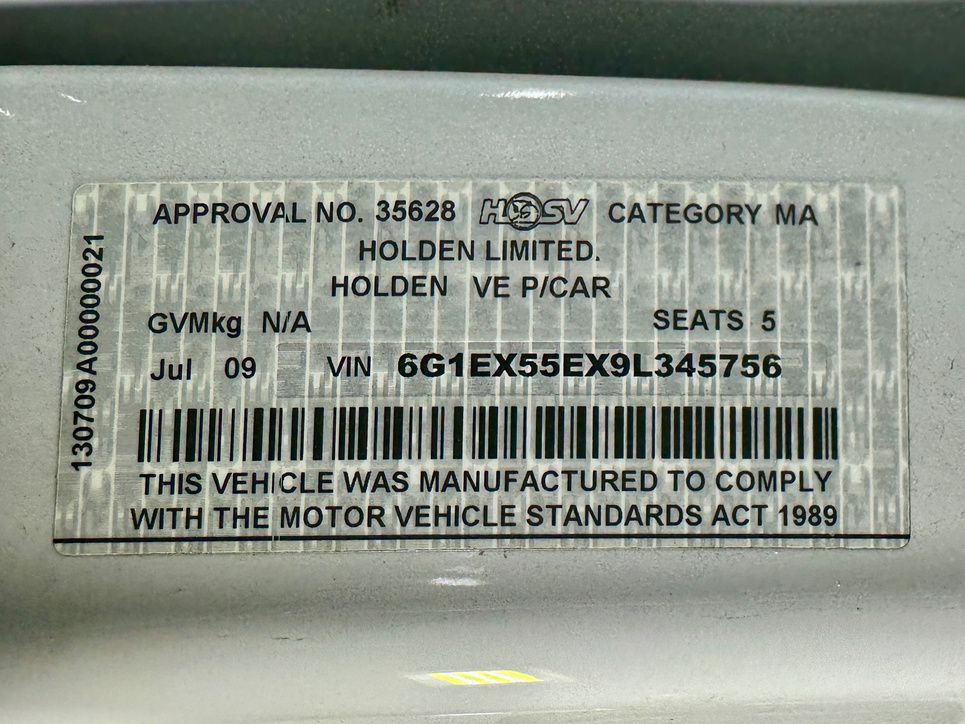 APPROVAL NO. 35628 HSV CATEGORY MA
HOLDEN LIMITED.
HOLDEN VE P/CAR
GVMkg N/A SEATS 5
Jul 09 VIN 6G1EX55EX9L345756
THIS VEHICLE WAS MANUFACTURED TO COMPLY
WITH THE MOTOR VEHICLE STANDARDS ACT 1989
130709A00000021